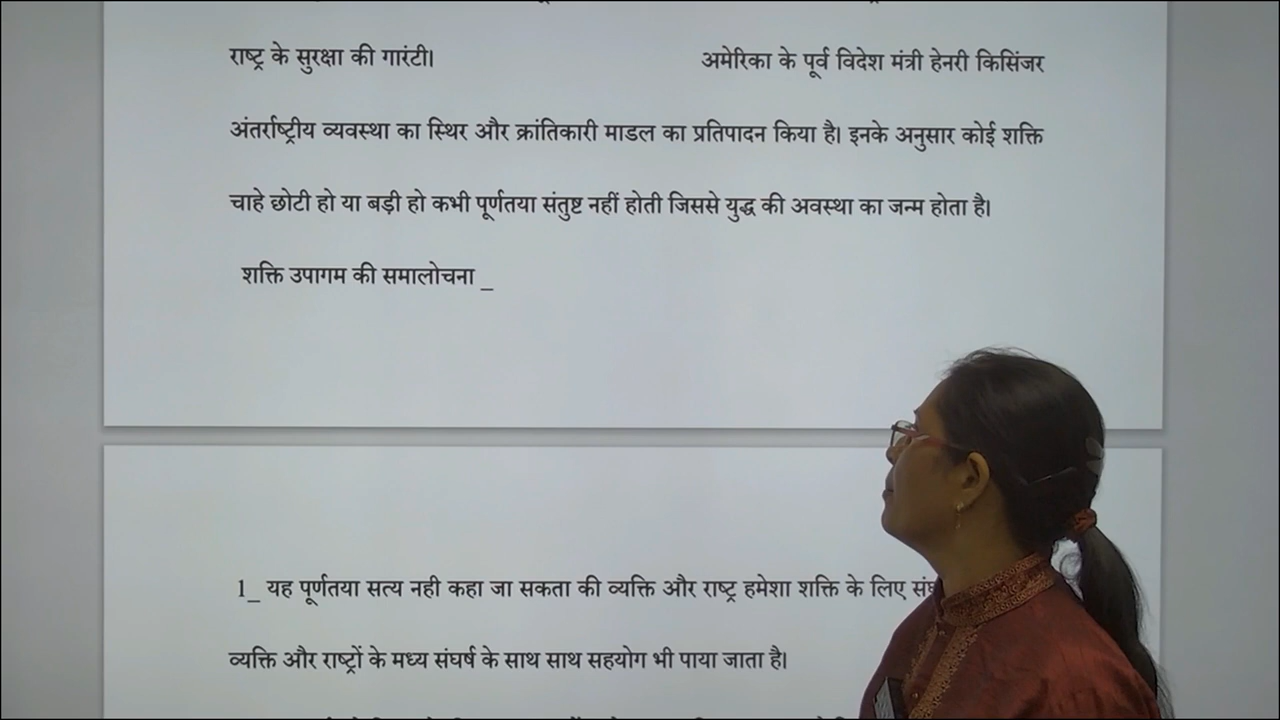 राष्ट्र के सुरक्षा की गारंटी। अमेरिका के पूर्व विदेश मंत्री हेनरी किसिंजर
अंतर्राष्ट्रीय व्यवस्था का स्थिर और क्रांतिकारी माडल का प्रतिपादन किया है। इनके अनुसार कोई शक्ति
चाहे छोटी हो या बड़ी हो कभी पूर्णतया संतुष्ट नहीं होती जिससे युद्ध की अवस्था का जन्म होता है।
शक्ति उपागम की समालोचना _
1_ यह पूर्णतया सत्य नही कहा जा सकता की व्यक्ति और राष्ट्र हमेशा शक्ति के लिए
व्यक्ति और राष्ट्रों के मध्य संघर्ष के साथ साथ सहयोग भी पाया जाता है।